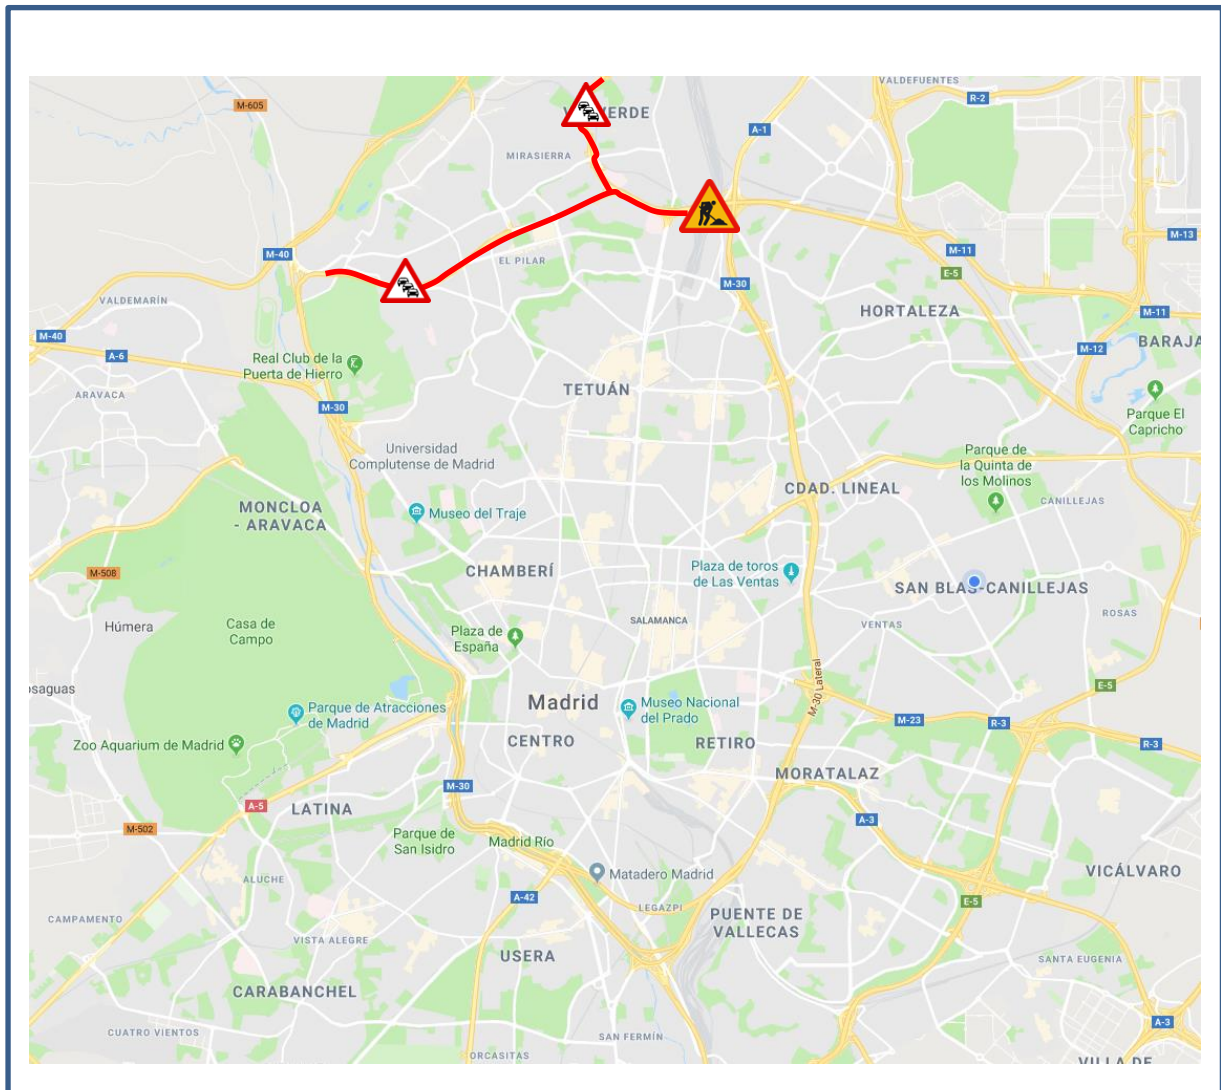 VALDEFUENTES
M-605
R-2
VERDE
A-1
MIRASIERRA
M-13
M-40
EL PILAR
M-11
E-5
M-30
VALDEMARÍN
HORTALEZA
M-11
M-40
A-6
Real Club de la
Puerta de Hierro
M-12
BARAJA
TETUÁN
ARAVACA
M-30
Parque El
Capricho
Universidad
Complutense de Madrid
Parque de
la Quinta de
los Molinos
CDAD. LINEAL
CANILLEJAS
MONCLOA
- ARAVACA
Museo del Traje
M-508
CHAMBERÍ
Plaza de toros
de Las Ventas
SAN BLAS-CANILLEJAS
ROSAS
Húmera
Casa de
Campo
Plaza de
España
SALAMANCA
VENTAS
osaguas
M-30 Lateral
E-5
Parque de Atracciones
de Madrid
Madrid
Museo Nacional
del Prado
M-23
R-3
Zoo Aquarium de Madrid
CENTRO
RETIRO
R-3
MORATALAZ
M-30
A-5
LATINA
M-502
Parque de
San Isidro
Madrid Río
A-3
Matadero Madrid
VICÁLVARO
ALUCHE
A-42
E-5
LEGAZPI
CAMPAMENTO
PUENTE DE
VALLECAS
VISTA ALEGRE
USERA
SANTA EUGENIA
CARABANCHEL
CUATRO VIENTOS
SAN FERMÍN
A-3
ORCASITAS
VILLA DE